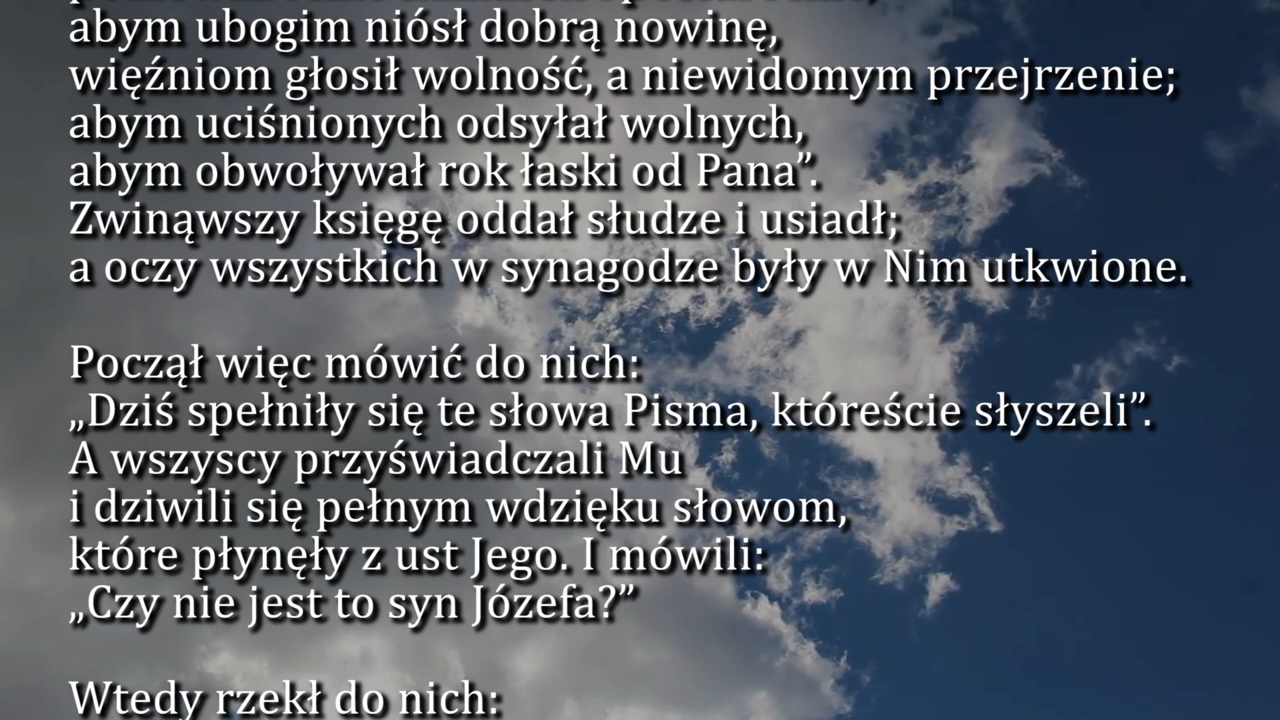 abym ubogim niósł dobrą nowinę,
więźniom głosił wolność, a niewidomym przejrzenie;
abym uciśnionych odsyłał wolnych,
abym obwoływał rok łaski od Pana”.
Zwinąwszy księgę oddał słudze i usiadł;
a oczy wszystkich w synagodze były w Nim utkwione.
Począł więc mówić do nich:
„Dziś spełniły się te słowa Pisma, któreście słyszeli”.
A wszyscy przyświadczali Mu
i dziwili się pełnym wdzięku słowom,
które płynęły z ust Jego. I mówili:
„Czy nie jest to syn Józefa?”
Wtedy rzekł do nich: